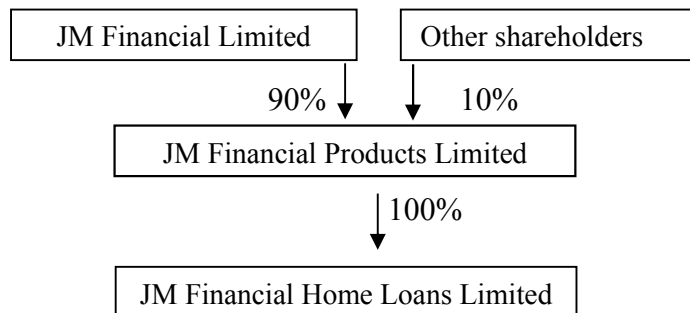 JM Financial Limited
Other shareholders
90%
10%
JM Financial Products Limited
100%
JM Financial Home Loans Limited